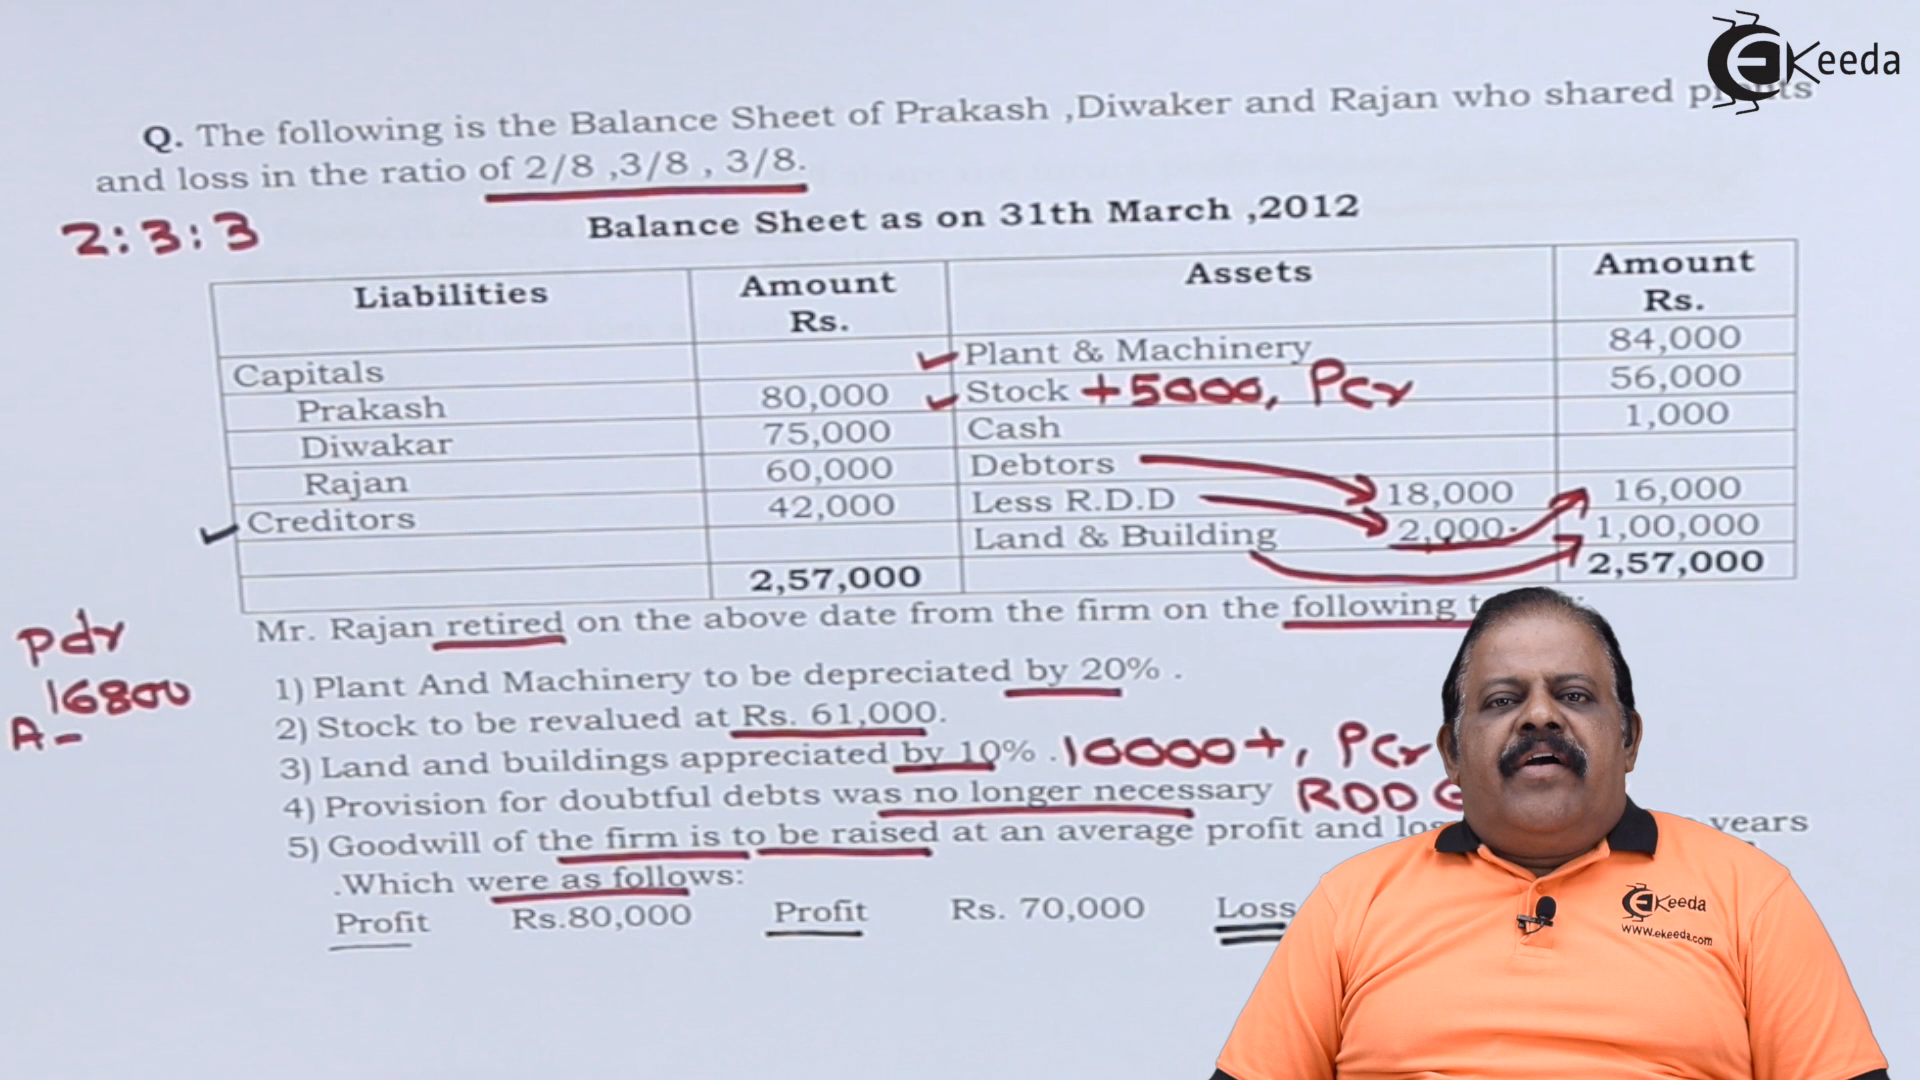 EKeeda
Q. The following is the Balance Sheet of Prakash ,Diwaker and Rajan who shared profits
and loss in the ratio of 2/8 ,3/8 , 3/8.
2:3:3
Balance Sheet as on 31th March ,2012
Liabilities Amount Rs. Assets Amount Rs.
Capitals Plant & Machinery 84,000
Prakash 80,000 Stock +5000, Pcr 56,000
Diwakar 75,000 Cash 1,000
Rajan 60,000 Debtors 18,000
Creditors 42,000 Less R.D.D 2,000 16,000
Land & Building 1,00,000
2,57,000 2,57,000
Mr. Rajan retired on the above date from the firm on the following
Pdr
16800
A-
1) Plant And Machinery to be depreciated by 20% .
2) Stock to be revalued at Rs. 61,000.
3) Land and buildings appreciated by 10% . 10000+, Pcr
4) Provision for doubtful debts was no longer necessary RDD
5) Goodwill of the firm is to be raised at an average profit and years
.Which were as follows:
Profit Rs.80,000 Profit Rs. 70,000 Loss
EKeeda
www.ekeeda.com